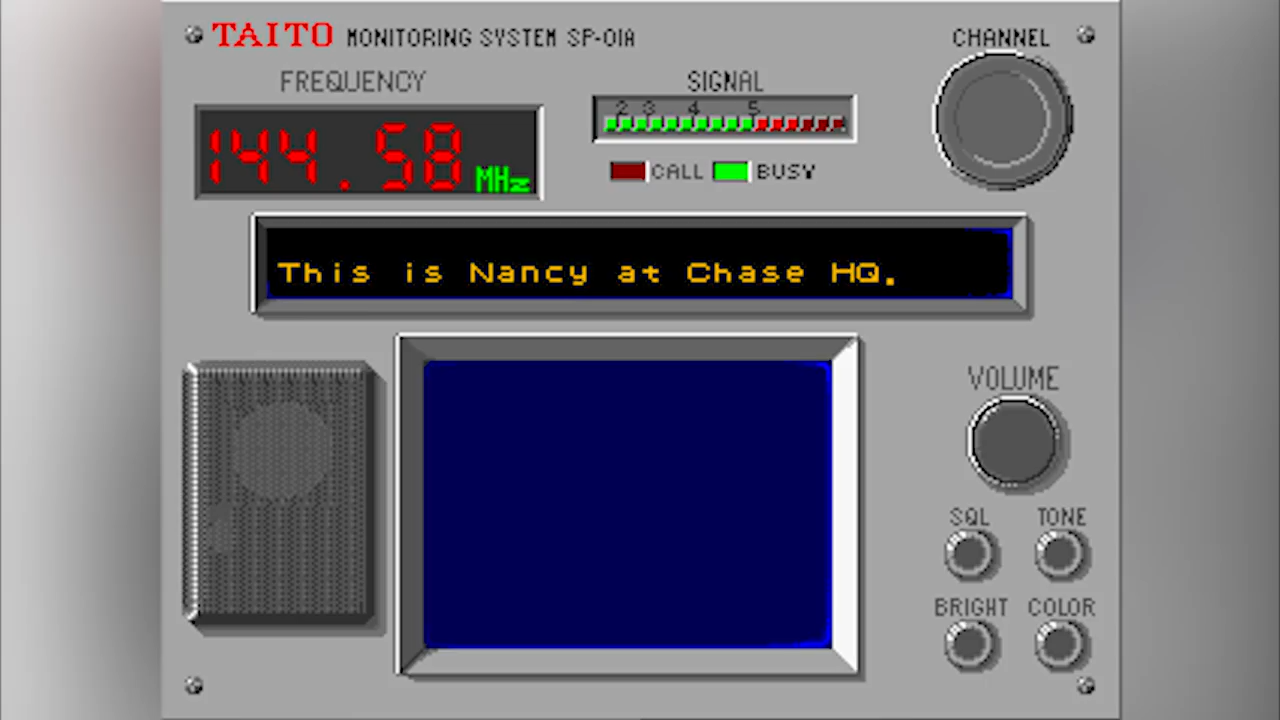 TAITO MONITORING SYSTEM SP-01A
CHANNEL
FREQUENCY
SIGNAL
2 3 4 5
144.58 MHz
CALL BUSY
This is Nancy at Chase HQ.
VOLUME
SQL TONE
BRIGHT COLOR